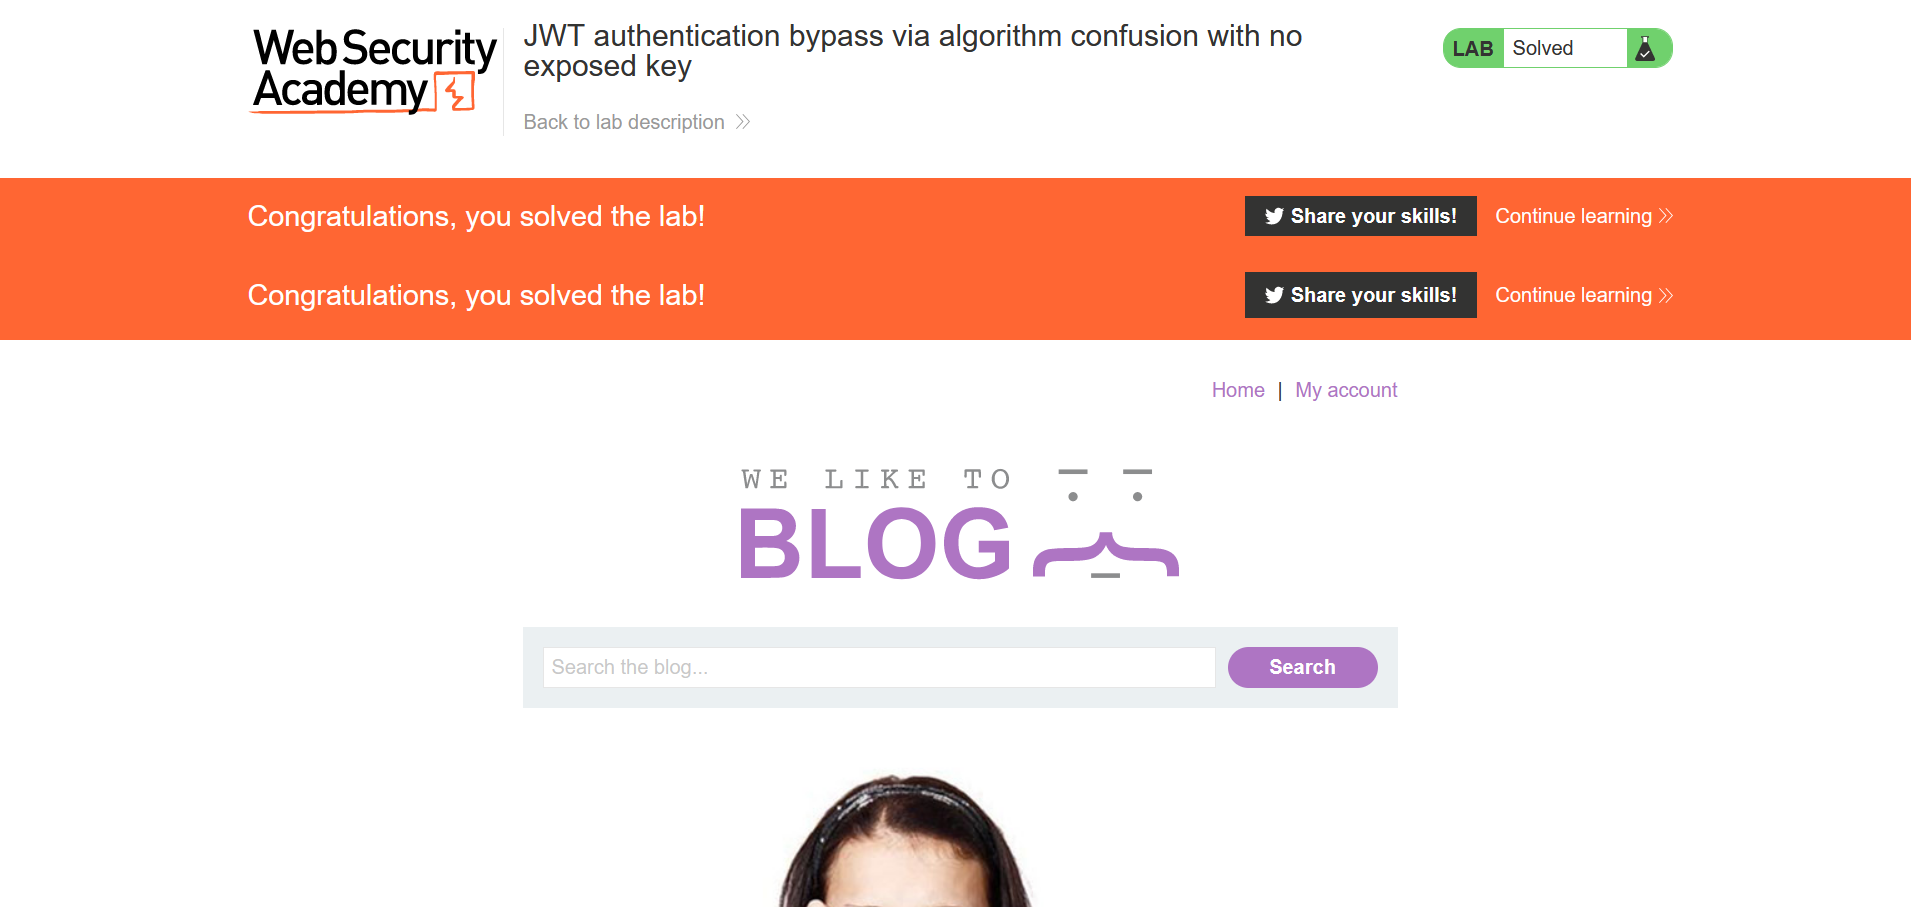 Web Security
Academy
JWT authentication bypass via algorithm confusion with no
exposed key
Back to lab description
LAB Solved
Congratulations, you solved the lab!
Share your skills! Continue learning
Congratulations, you solved the lab!
Share your skills! Continue learning
Home | My account
WE LIKE TO
BLOG
Search the blog...
Search